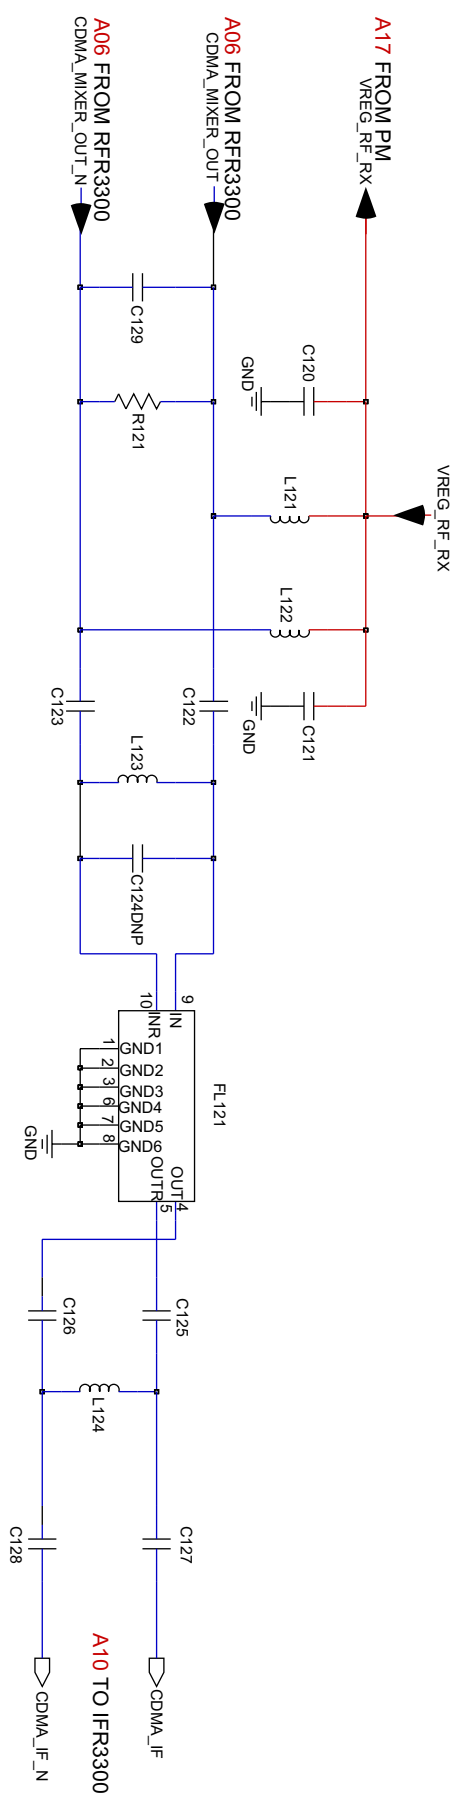 A17 FROM PM
VREG_RF_RX
VREG_RF_RX
A06 FROM RFR3300
CDMA_MIXER_OUT
A06 FROM RFR3300
CDMA_MIXER_OUT_N
C120
GND
L121
L122
C121
GND
C129
R121
C122
C123
L123
C124DNP
FL121
9
IN
10
INR
1
GND1
2
GND2
3
GND3
6
GND4
7
GND5
8
GND6
OUT
4
OUTR
5
GND
C125
C126
L124
C127
C128
A10 TO IFR3300
CDMA_IF
CDMA_IF_N